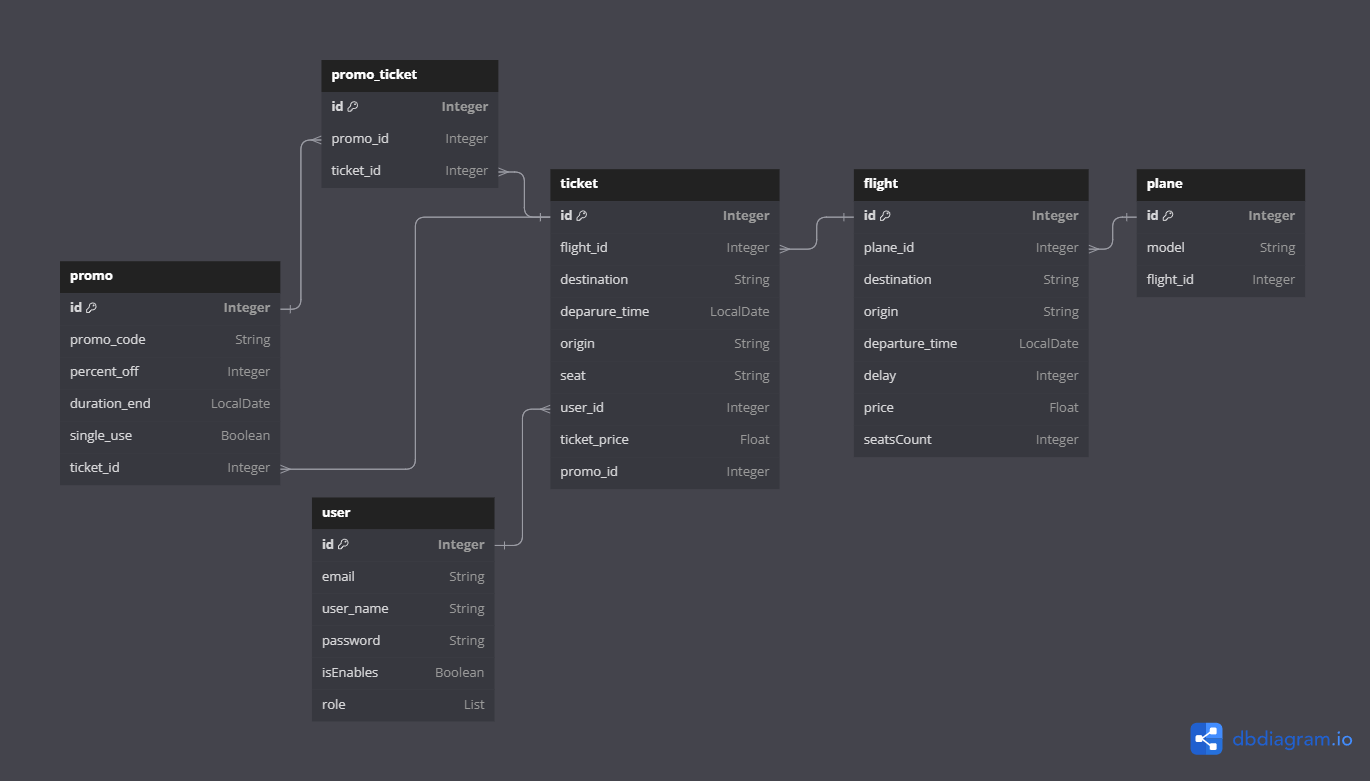 promo_ticket
id Integer
promo_id Integer
ticket_id Integer
promo
id Integer
promo_code String
percent_off Integer
duration_end LocalDate
single_use Boolean
ticket_id Integer
user
id Integer
email String
user_name String
password String
isEnables Boolean
role List
ticket
id Integer
flight_id Integer
destination String
deparure_time LocalDate
origin String
seat String
user_id Integer
ticket_price Float
promo_id Integer
flight
id Integer
plane_id Integer
destination String
origin String
departure_time LocalDate
delay Integer
price Float
seatsCount Integer
plane
id Integer
model String
flight_id Integer
dbdiagram.io